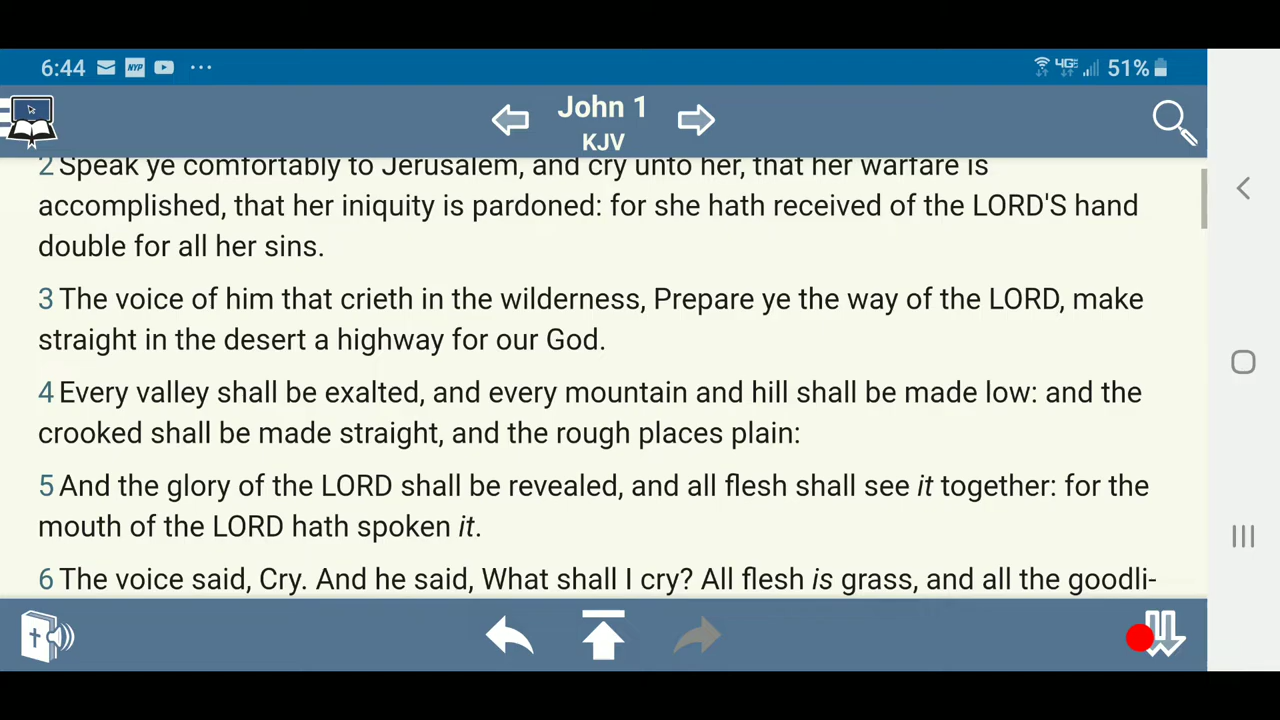 6:44 NYP ... 4GE 51%
John 1
KJV
2 Speak ye comfortably to Jerusalem, and cry unto her, that her warfare is
accomplished, that her iniquity is pardoned: for she hath received of the LORD'S hand
double for all her sins.
3 The voice of him that crieth in the wilderness, Prepare ye the way of the LORD, make
straight in the desert a highway for our God.
4 Every valley shall be exalted, and every mountain and hill shall be made low: and the
crooked shall be made straight, and the rough places plain:
5 And the glory of the LORD shall be revealed, and all flesh shall see it together: for the
mouth of the LORD hath spoken it.
6 The voice said, Cry. And he said, What shall I cry? All flesh is grass, and all the goodli-